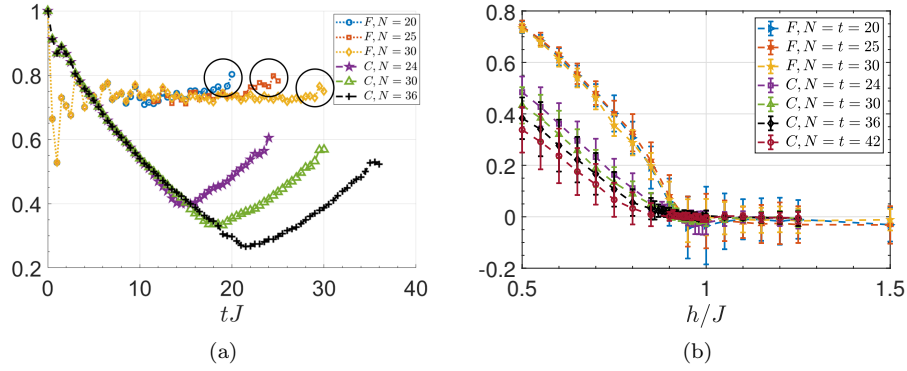 (a)
1
0.8
0.6
0.4
0.2
0 10 20 30 40
tJ
F, N = 20
F, N = 25
F, N = 30
C, N = 24
C, N = 30
C, N = 36
(a)
(b)
0.8
0.6
0.4
0.2
0
-0.2
0.5 1 1.5
h/J
F, N = t = 20
F, N = t = 25
F, N = t = 30
C, N = t = 24
C, N = t = 30
C, N = t = 36
C, N = t = 42
(b)